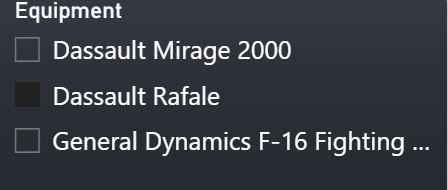 Equipment
Dassault Mirage 2000
Dassault Rafale
General Dynamics F-16 Fighting ...